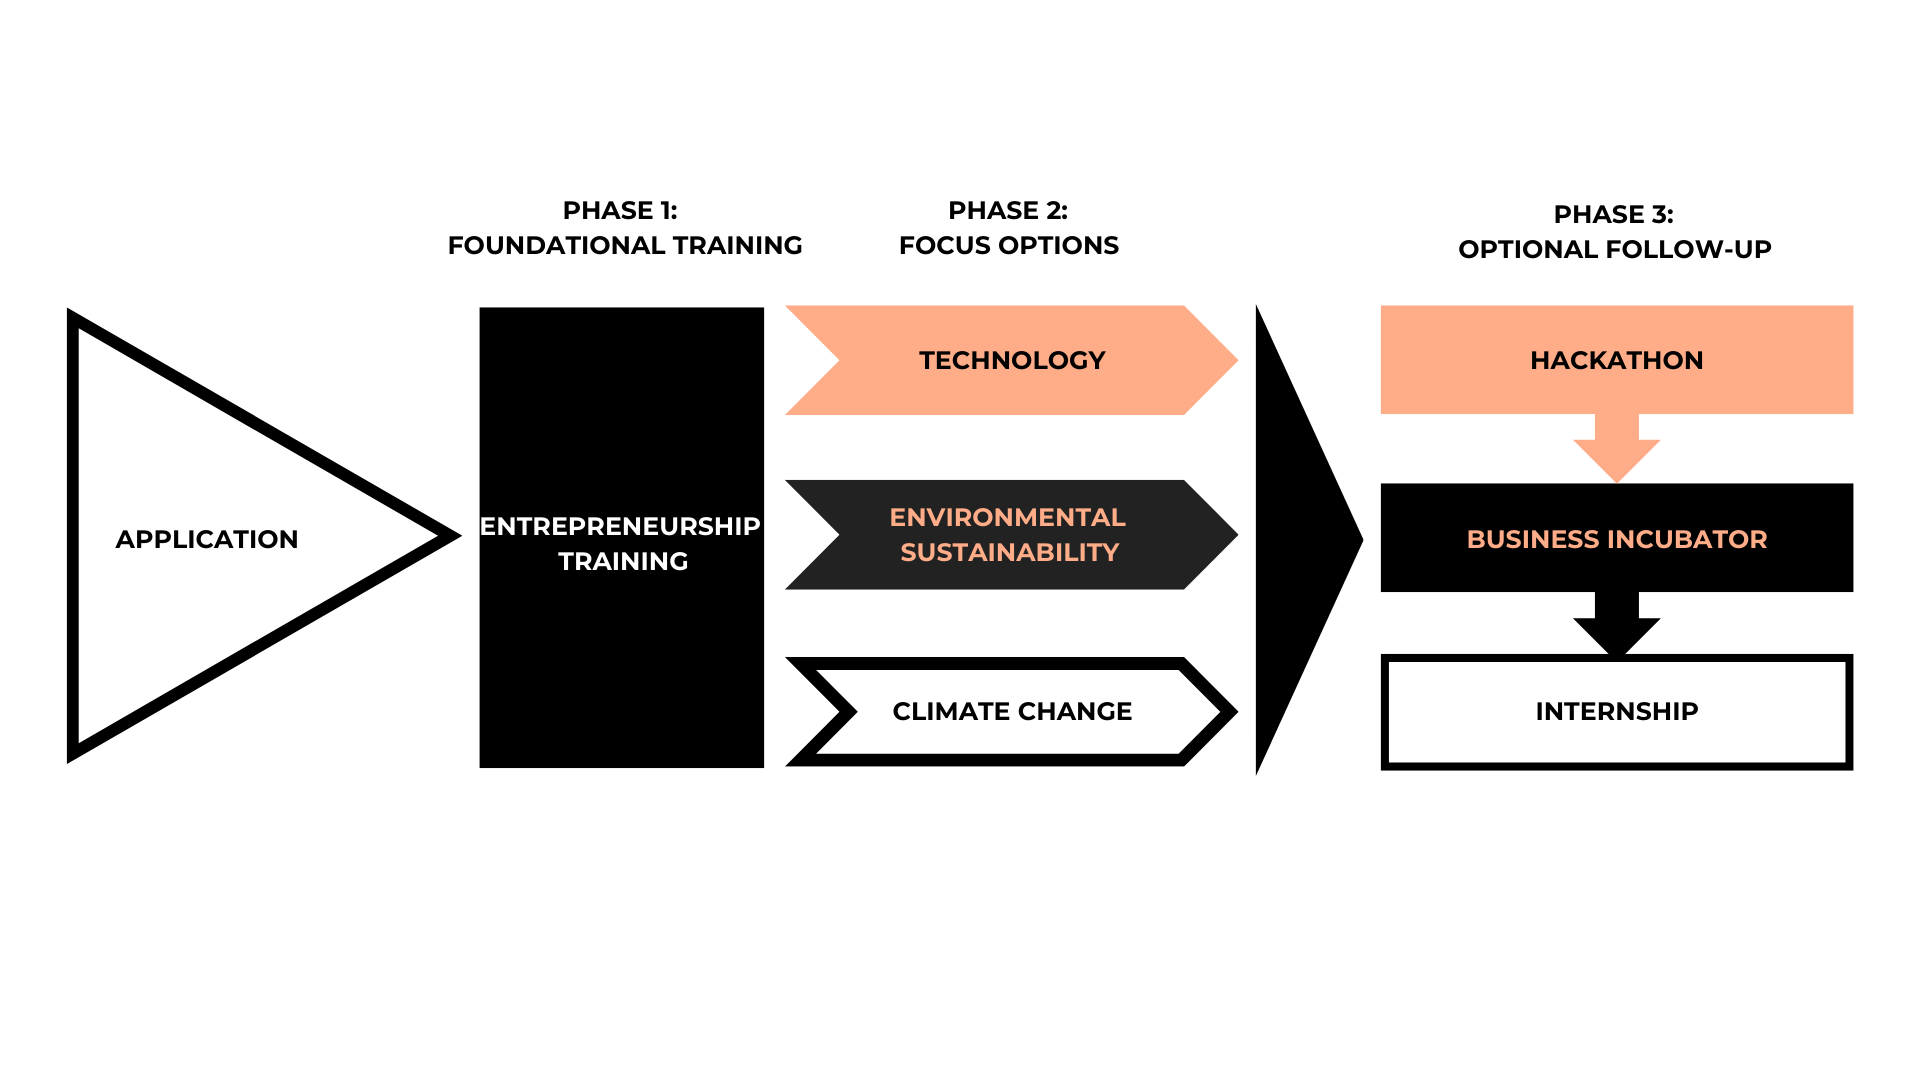 PHASE 1:
FOUNDATIONAL TRAINING
PHASE 2:
FOCUS OPTIONS
PHASE 3:
OPTIONAL FOLLOW-UP
APPLICATION
ENTREPRENEURSHIP
TRAINING
TECHNOLOGY
ENVIRONMENTAL
SUSTAINABILITY
CLIMATE CHANGE
HACKATHON
BUSINESS INCUBATOR
INTERNSHIP